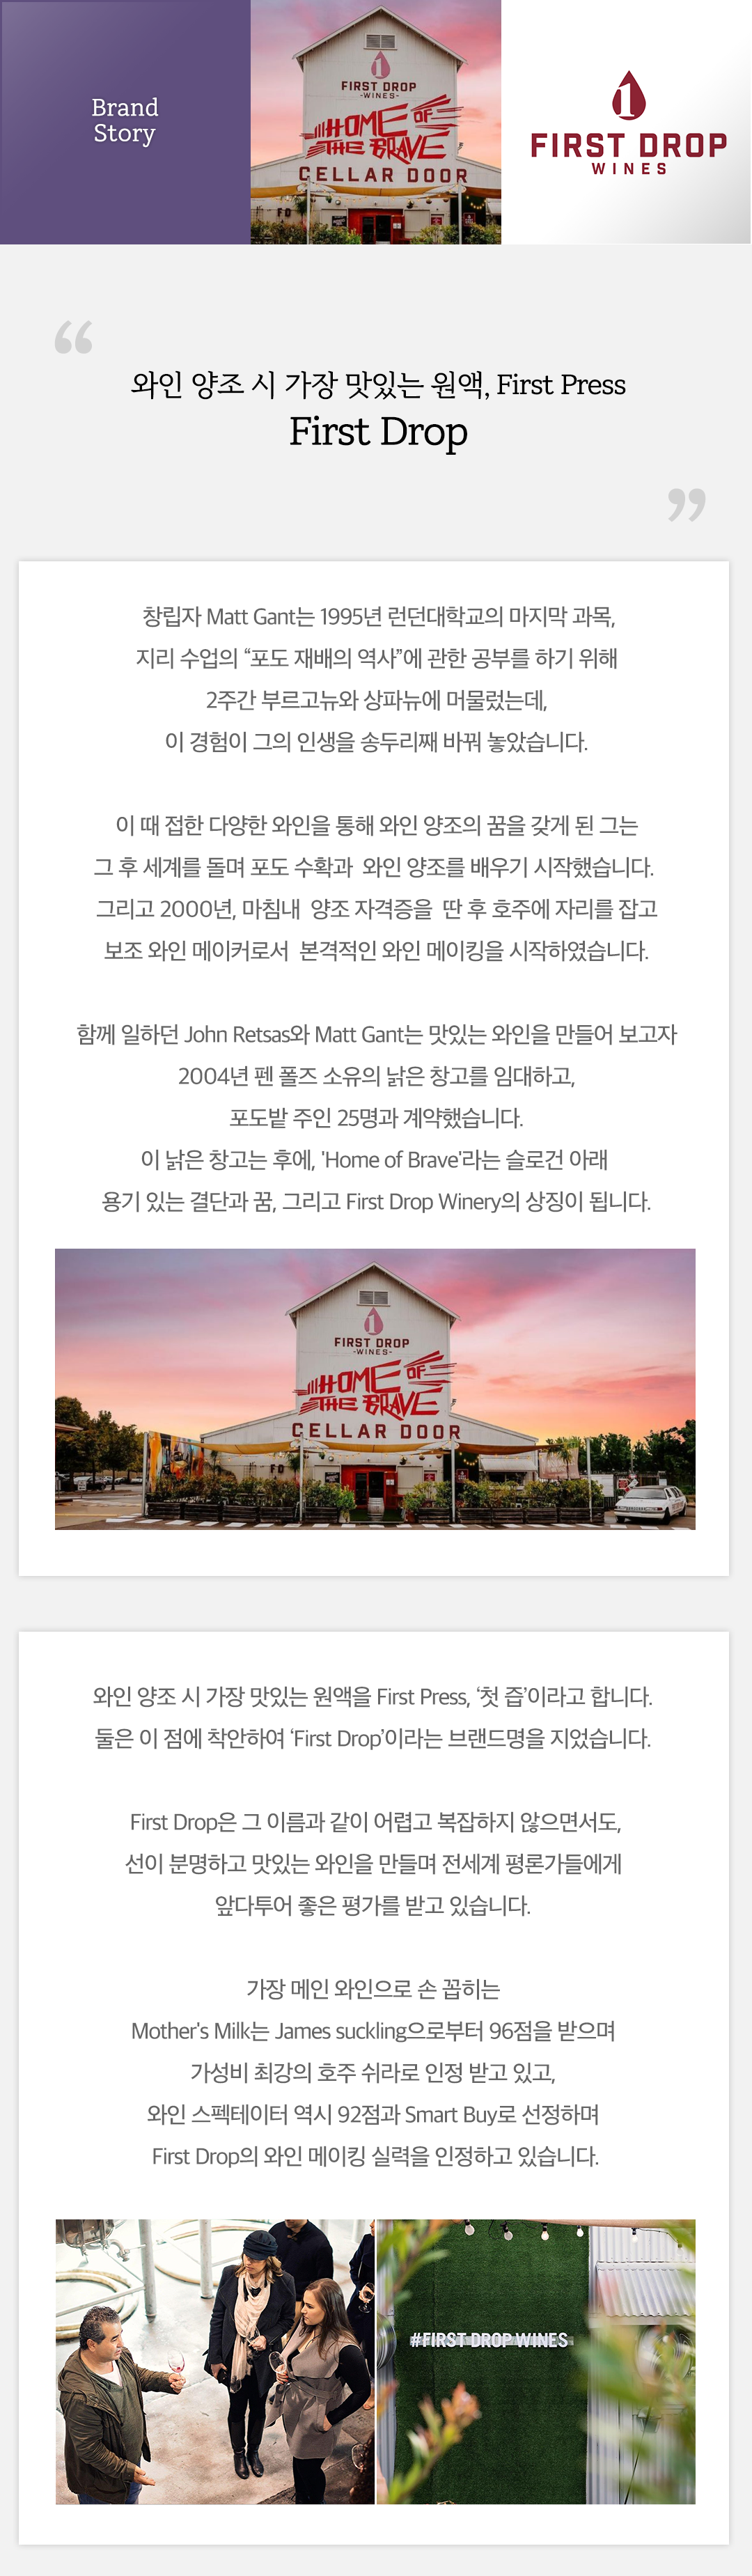 Brand
Story
FIRST DROP
-WINES-
HOME OF
THE BRAVE
CELLAR DOOR
FD
1
FIRST DROP
WINES
“
와인 양조 시 가장 맛있는 원액, First Press
First Drop
”
창립자 Matt Gant는 1995년 런던대학교의 마지막 과목,
지리 수업의 “포도 재배의 역사”에 관한 공부를 하기 위해
2주간 부르고뉴와 상파뉴에 머물렀는데,
이 경험이 그의 인생을 송두리째 바꿔 놓았습니다.
이 때 접한 다양한 와인을 통해 와인 양조의 꿈을 갖게 된 그는
그 후 세계를 돌며 포도 수확과 와인 양조를 배우기 시작했습니다.
그리고 2000년, 마침내 양조 자격증을 딴 후 호주에 자리를 잡고
보조 와인 메이커로서 본격적인 와인 메이킹을 시작하였습니다.
함께 일하던 John Retsas와 Matt Gant는 맛있는 와인을 만들어 보고자
2004년 펜 폴즈 소유의 낡은 창고를 임대하고,
포도밭 주인 25명과 계약했습니다.
이 낡은 창고는 후에, 'Home of Brave'라는 슬로건 아래
용기 있는 결단과 꿈, 그리고 First Drop Winery의 상징이 됩니다.
1
FIRST DROP
-WINES-
HOME OF
THE BRAVE
CELLAR DOOR
FD
와인 양조 시 가장 맛있는 원액을 First Press, ‘첫 즙’이라고 합니다.
둘은 이 점에 착안하여 ‘First Drop’이라는 브랜드명을 지었습니다.
First Drop은 그 이름과 같이 어렵고 복잡하지 않으면서도,
선이 분명하고 맛있는 와인을 만들며 전세계 평론가들에게
앞다투어 좋은 평가를 받고 있습니다.
가장 메인 와인으로 손 꼽히는
Mother's Milk는 James suckling으로부터 96점을 받으며
가성비 최강의 호주 쉬라로 인정 받고 있고,
와인 스펙테이터 역시 92점과 Smart Buy로 선정하며
First Drop의 와인 메이킹 실력을 인정하고 있습니다.
#FIRST DROP WINES